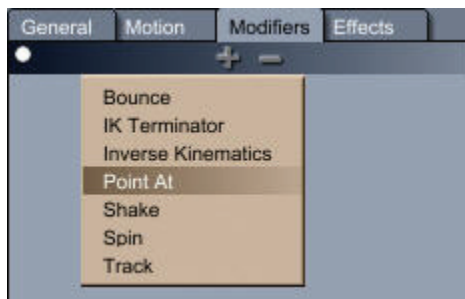 General Motion Modifiers Effects
Bounce
IK Terminator
Inverse Kinematics
Point At
Shake
Spin
Track